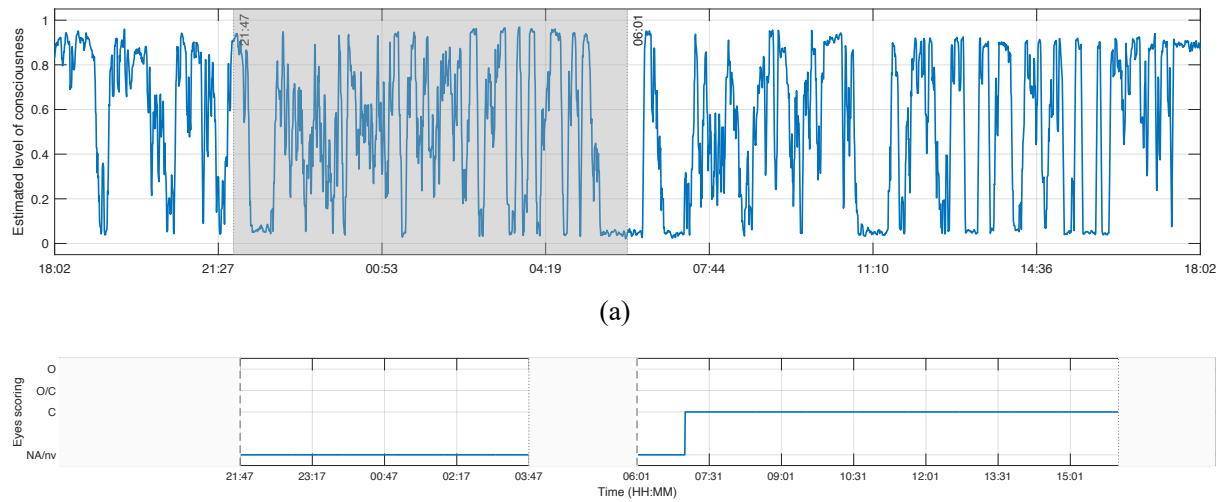 Estimated level of consciousness
1
0.8
0.6
0.4
0.2
0
21:47
06:01
18:02 21:27 00:53 04:19 07:44 11:10 14:36 18:02
(a)
Eyes scoring
O
O/C
C
NA/nv
21:47 23:17 00:47 02:17 03:47 06:01 07:31 09:01 10:31 12:01 13:31 15:01
Time (HH:MM)